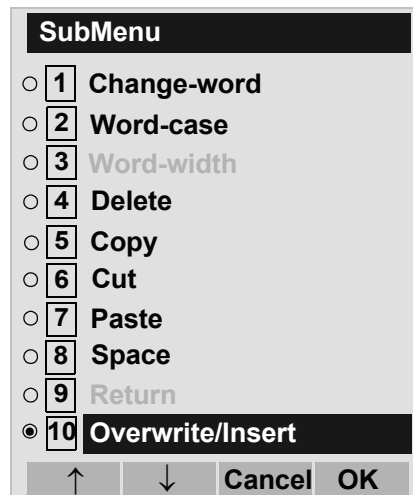 SubMenu
1 Change-word
2 Word-case
3 Word-width
4 Delete
5 Copy
6 Cut
7 Paste
8 Space
9 Return
10 Overwrite/Insert
↑ ↓ Cancel OK